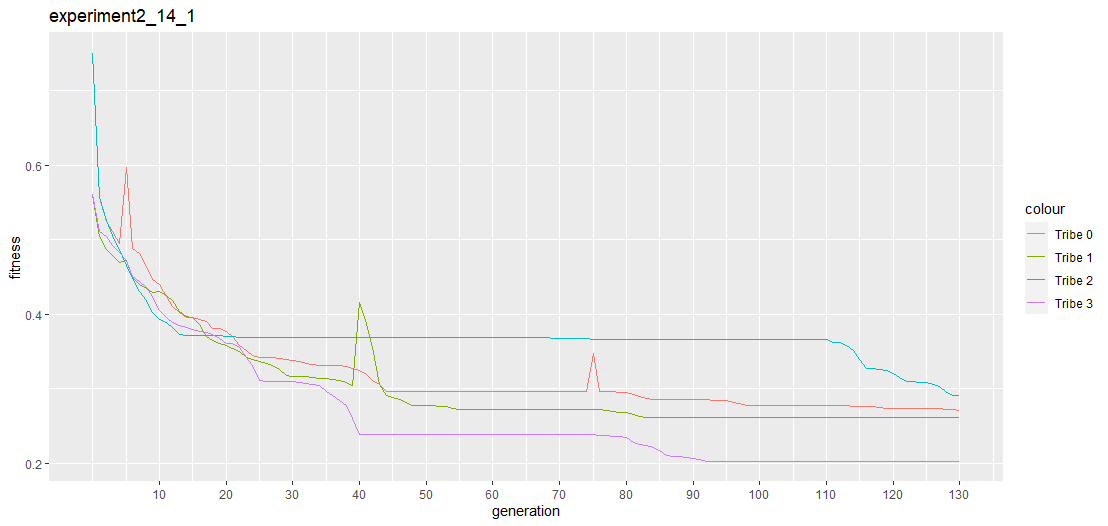 experiment2_14_1
fitness
0.6
0.4
0.2
10 20 30 40 50 60 70 80 90 100 110 120 130
generation
colour
Tribe 0
Tribe 1
Tribe 2
Tribe 3